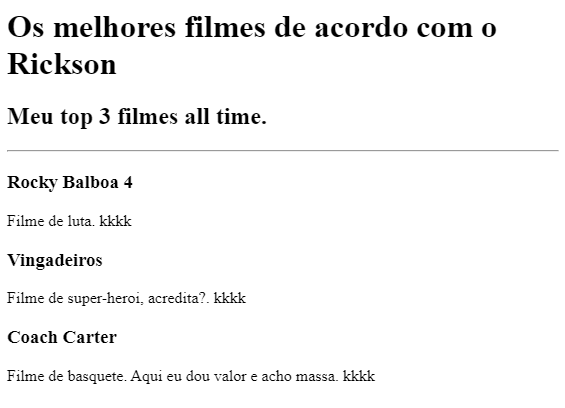 Os melhores filmes de acordo com o
Rickson
Meu top 3 filmes all time.
Rocky Balboa 4
Filme de luta. kkkk
Vingadeiros
Filme de super-heroi, acredita?. kkkk
Coach Carter
Filme de basquete. Aqui eu dou valor e acho massa. kkkk